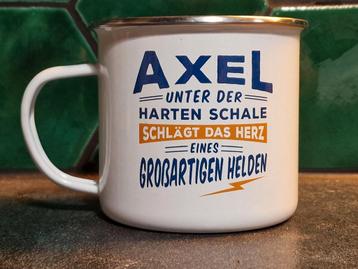 AXEL
UNTER DER
HARTEN SCHALE
SCHLÄGT DAS HERZ
EINES
GROßARTIGEN HELDEN